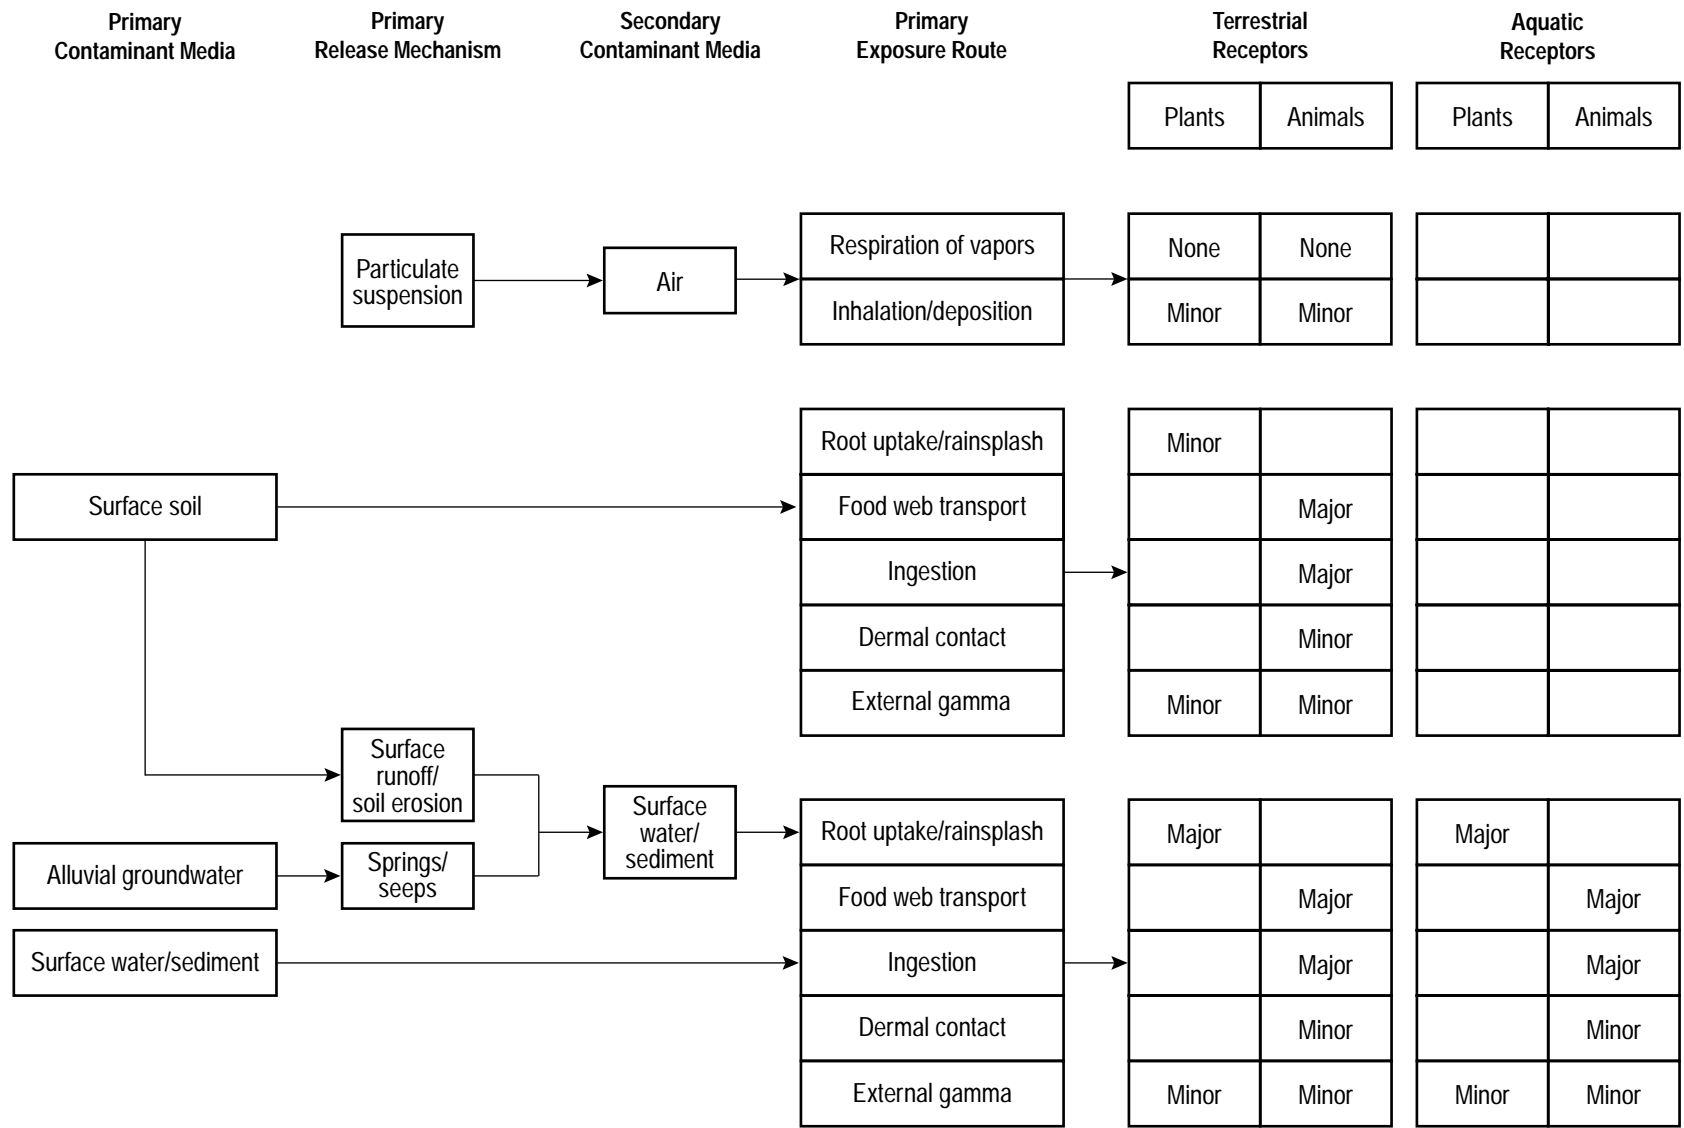 Primary
Contaminant Media
Primary
Release Mechanism
Secondary
Contaminant Media
Primary
Exposure Route
Terrestrial
Receptors
Aquatic
Receptors
Plants
Animals
Plants
Animals
Particulate
suspension
Air
Respiration of vapors
None
None
Inhalation/deposition
Minor
Minor
Surface soil
Root uptake/rainsplash
Minor
Food web transport
Major
Ingestion
Major
Dermal contact
Minor
External gamma
Minor
Minor
Surface
runoff/
soil erosion
Alluvial groundwater
Springs/
seeps
Surface
water/
sediment
Surface water/sediment
Root uptake/rainsplash
Major
Major
Food web transport
Major
Major
Ingestion
Major
Major
Dermal contact
Minor
Minor
External gamma
Minor
Minor
Minor
Minor